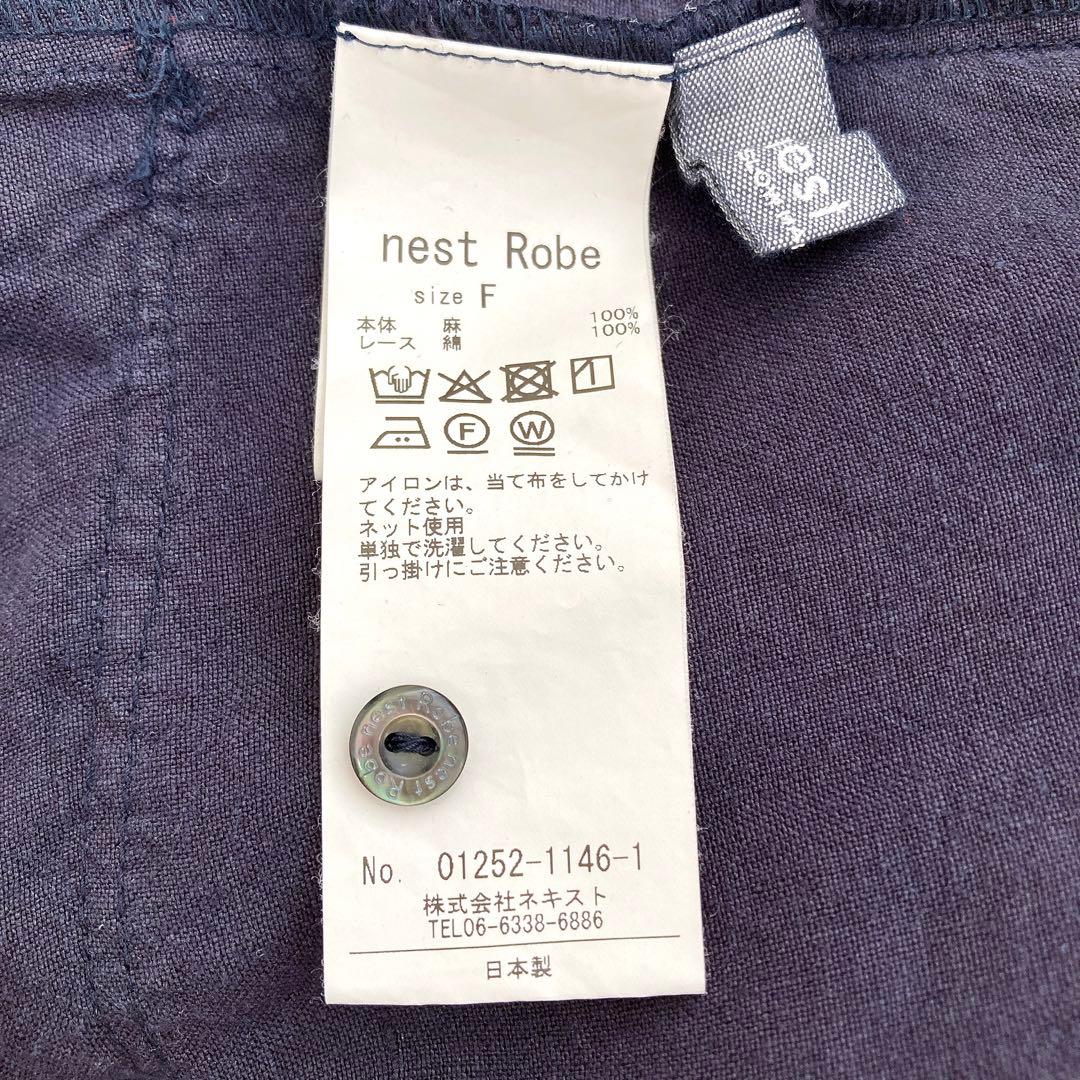 nest Robe
size F
本体 麻 100%
レース 綿 100%
F W
アイロンは、当て布をしてかけ
てください。
ネット使用
単独で洗濯してください。
引っ掛けにご注意ください。
nest Robe nest Robe
No. 01252-1146-1
株式会社ネキスト
TEL06-6338-6886
日本製